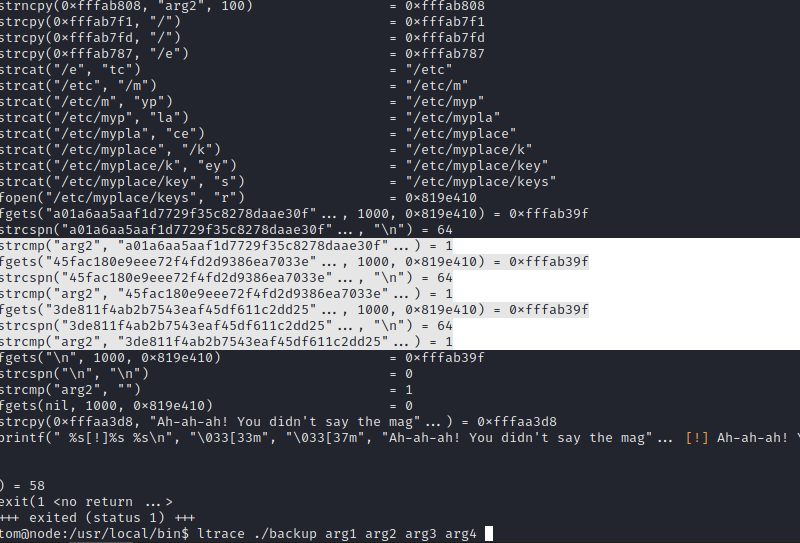 strncpy(0×fffab808, "arg2", 100) = 0×fffab808
strcpy(0×fffab7f1, "/") = 0×fffab7f1
strcpy(0×fffab7fd, "/") = 0×fffab7fd
strcpy(0×fffab787, "/e") = 0×fffab787
strcat("/e", "tc") = "/etc"
strcat("/etc", "/m") = "/etc/m"
strcat("/etc/m", "yp") = "/etc/myp"
strcat("/etc/myp", "la") = "/etc/mypla"
strcat("/etc/mypla", "ce") = "/etc/myplace"
strcat("/etc/myplace", "/k") = "/etc/myplace/k"
strcat("/etc/myplace/k", "ey") = "/etc/myplace/key"
strcat("/etc/myplace/key", "s") = "/etc/myplace/keys"
fopen("/etc/myplace/keys", "r") = 0×819e410
fgets("a01a6aa5aaf1d7729f35c8278daae30f"..., 1000, 0×819e410) = 0×fffab39f
strcspn("a01a6aa5aaf1d7729f35c8278daae30f"..., "\n") = 64
strcmp("arg2", "a01a6aa5aaf1d7729f35c8278daae30f"...) = 1
fgets("45fac180e9eee72f4fd2d9386ea7033e"..., 1000, 0×819e410) = 0×fffab39f
strcspn("45fac180e9eee72f4fd2d9386ea7033e"..., "\n") = 64
strcmp("arg2", "45fac180e9eee72f4fd2d9386ea7033e"...) = 1
fgets("3de811f4ab2b7543eaf45df611c2dd25"..., 1000, 0×819e410) = 0×fffab39f
strcspn("3de811f4ab2b7543eaf45df611c2dd25"..., "\n") = 64
strcmp("arg2", "3de811f4ab2b7543eaf45df611c2dd25"...) = 1
fgets("\n", 1000, 0×819e410) = 0×fffab39f
strcspn("\n", "\n") = 0
strcmp("arg2", "") = 1
fgets(nil, 1000, 0×819e410) = 0
strcpy(0×fffaa3d8, "Ah-ah-ah! You didn't say the mag"...) = 0×fffaa3d8
printf(" %s[!]%s %s\n", "\033[33m", "\033[37m", "Ah-ah-ah! You didn't say the mag"... [!] Ah-ah-ah!
) = 58
exit(1 <no return ...>
+++ exited (status 1) +++
tom@node:/usr/local/bin$ ltrace ./backup arg1 arg2 arg3 arg4